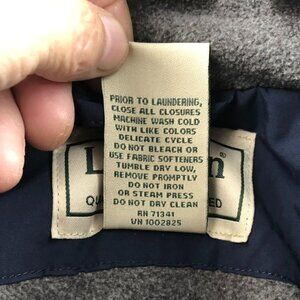 PRIOR TO LAUNDERING,
CLOSE ALL CLOSURES
MACHINE WASH COLD
WITH LIKE COLORS
DELICATE CYCLE
DO NOT BLEACH OR
USE FABRIC SOFTENERS
TUMBLE DRY LOW,
REMOVE PROMPTLY
DO NOT IRON
OR STEAM PRESS
DO NOT DRY CLEAN
RN 71341
VN 1002825